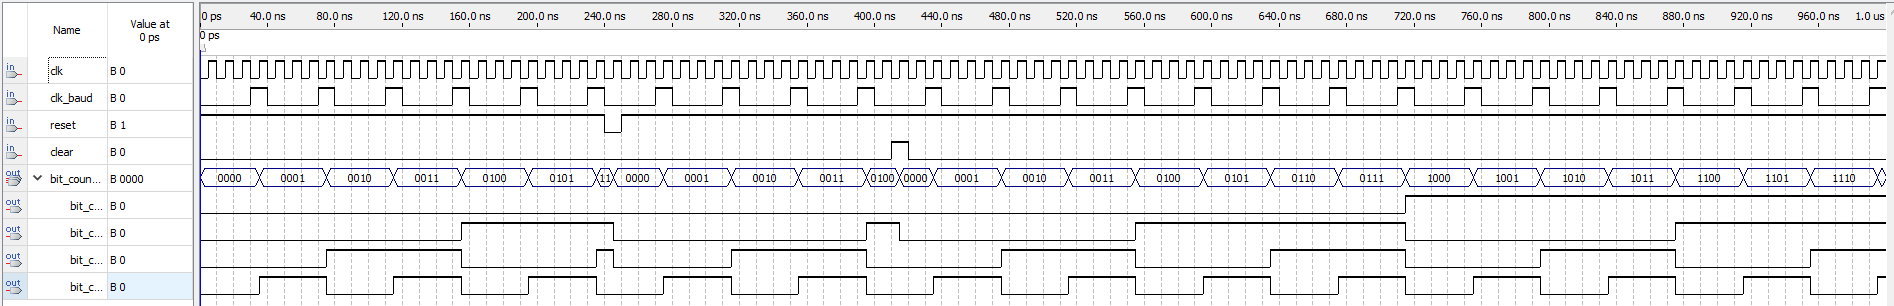 Name Value at 0 ps 0 ps 40.0 ns 80.0 ns 120.0 ns 160.0 ns 200.0 ns 240.0 ns 280.0 ns 320.0 ns 360.0 ns 400.0 ns 440.0 ns 480.0 ns 520.0 ns 560.0 ns 600.0 ns 640.0 ns 680.0 ns 720.0 ns 760.0 ns 800.0 ns 840.0 ns 880.0 ns 920.0 ns 960.0 ns 1.0 us
0 ps
in clk B 0
in clk_baud B 0
in reset B 1
in clear B 0
out bit_coun... B 0000 0000 0001 0010 0011 0100 0101 11 0000 0001 0010 0011 0100 0000 0001 0010 0011 0100 0101 0110 0111 1000 1001 1010 1011 1100 1101 1110
out bit_c... B 0
out bit_c... B 0
out bit_c... B 0
out bit_c... B 0